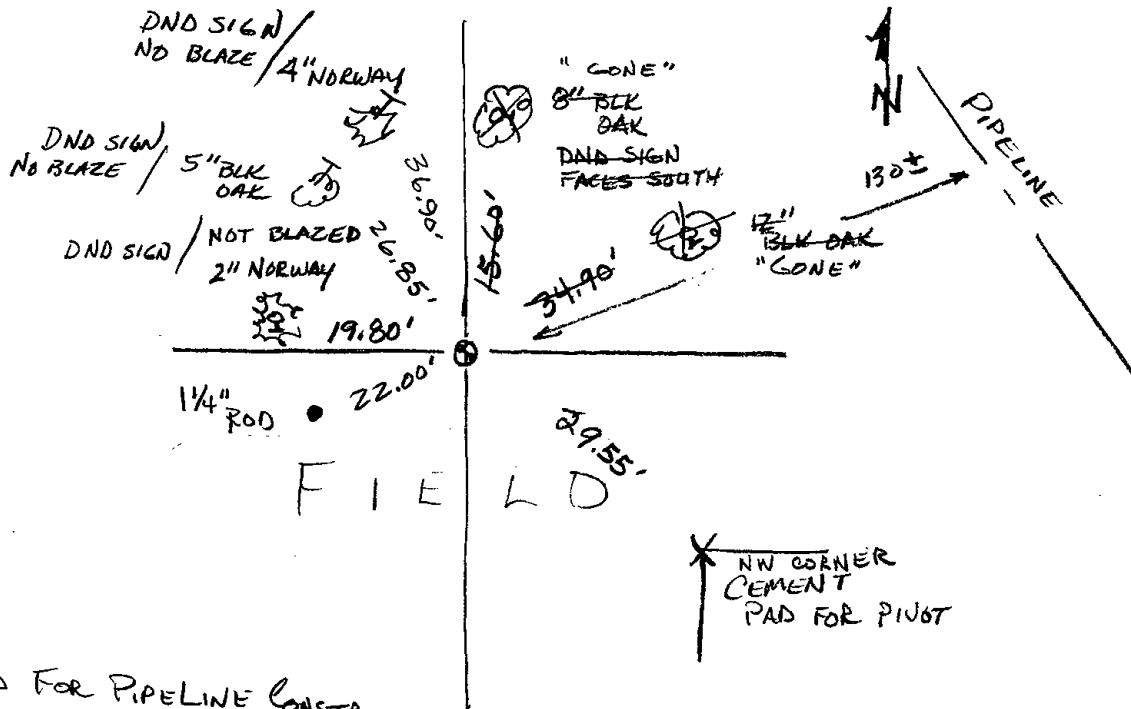 DND SIGN /
NO BLAZE / 4" NORWAY
"GONE"
8" BLK
OAK
DND SIGN
FACES SOUTH
N
PIPELINE
130±
DND SIGN /
NO BLAZE / 5" BLK
OAK
36.90'
26.85'
15.60'
34.90'
12"
BLK OAK
"GONE"
DND SIGN / NOT BLAZED
2" NORWAY
19.80'
22.00'
1 1/4" ROD
29.55'
FIELD
NW CORNER
CEMENT
PAD FOR PIVOT
FOR PIPELINE